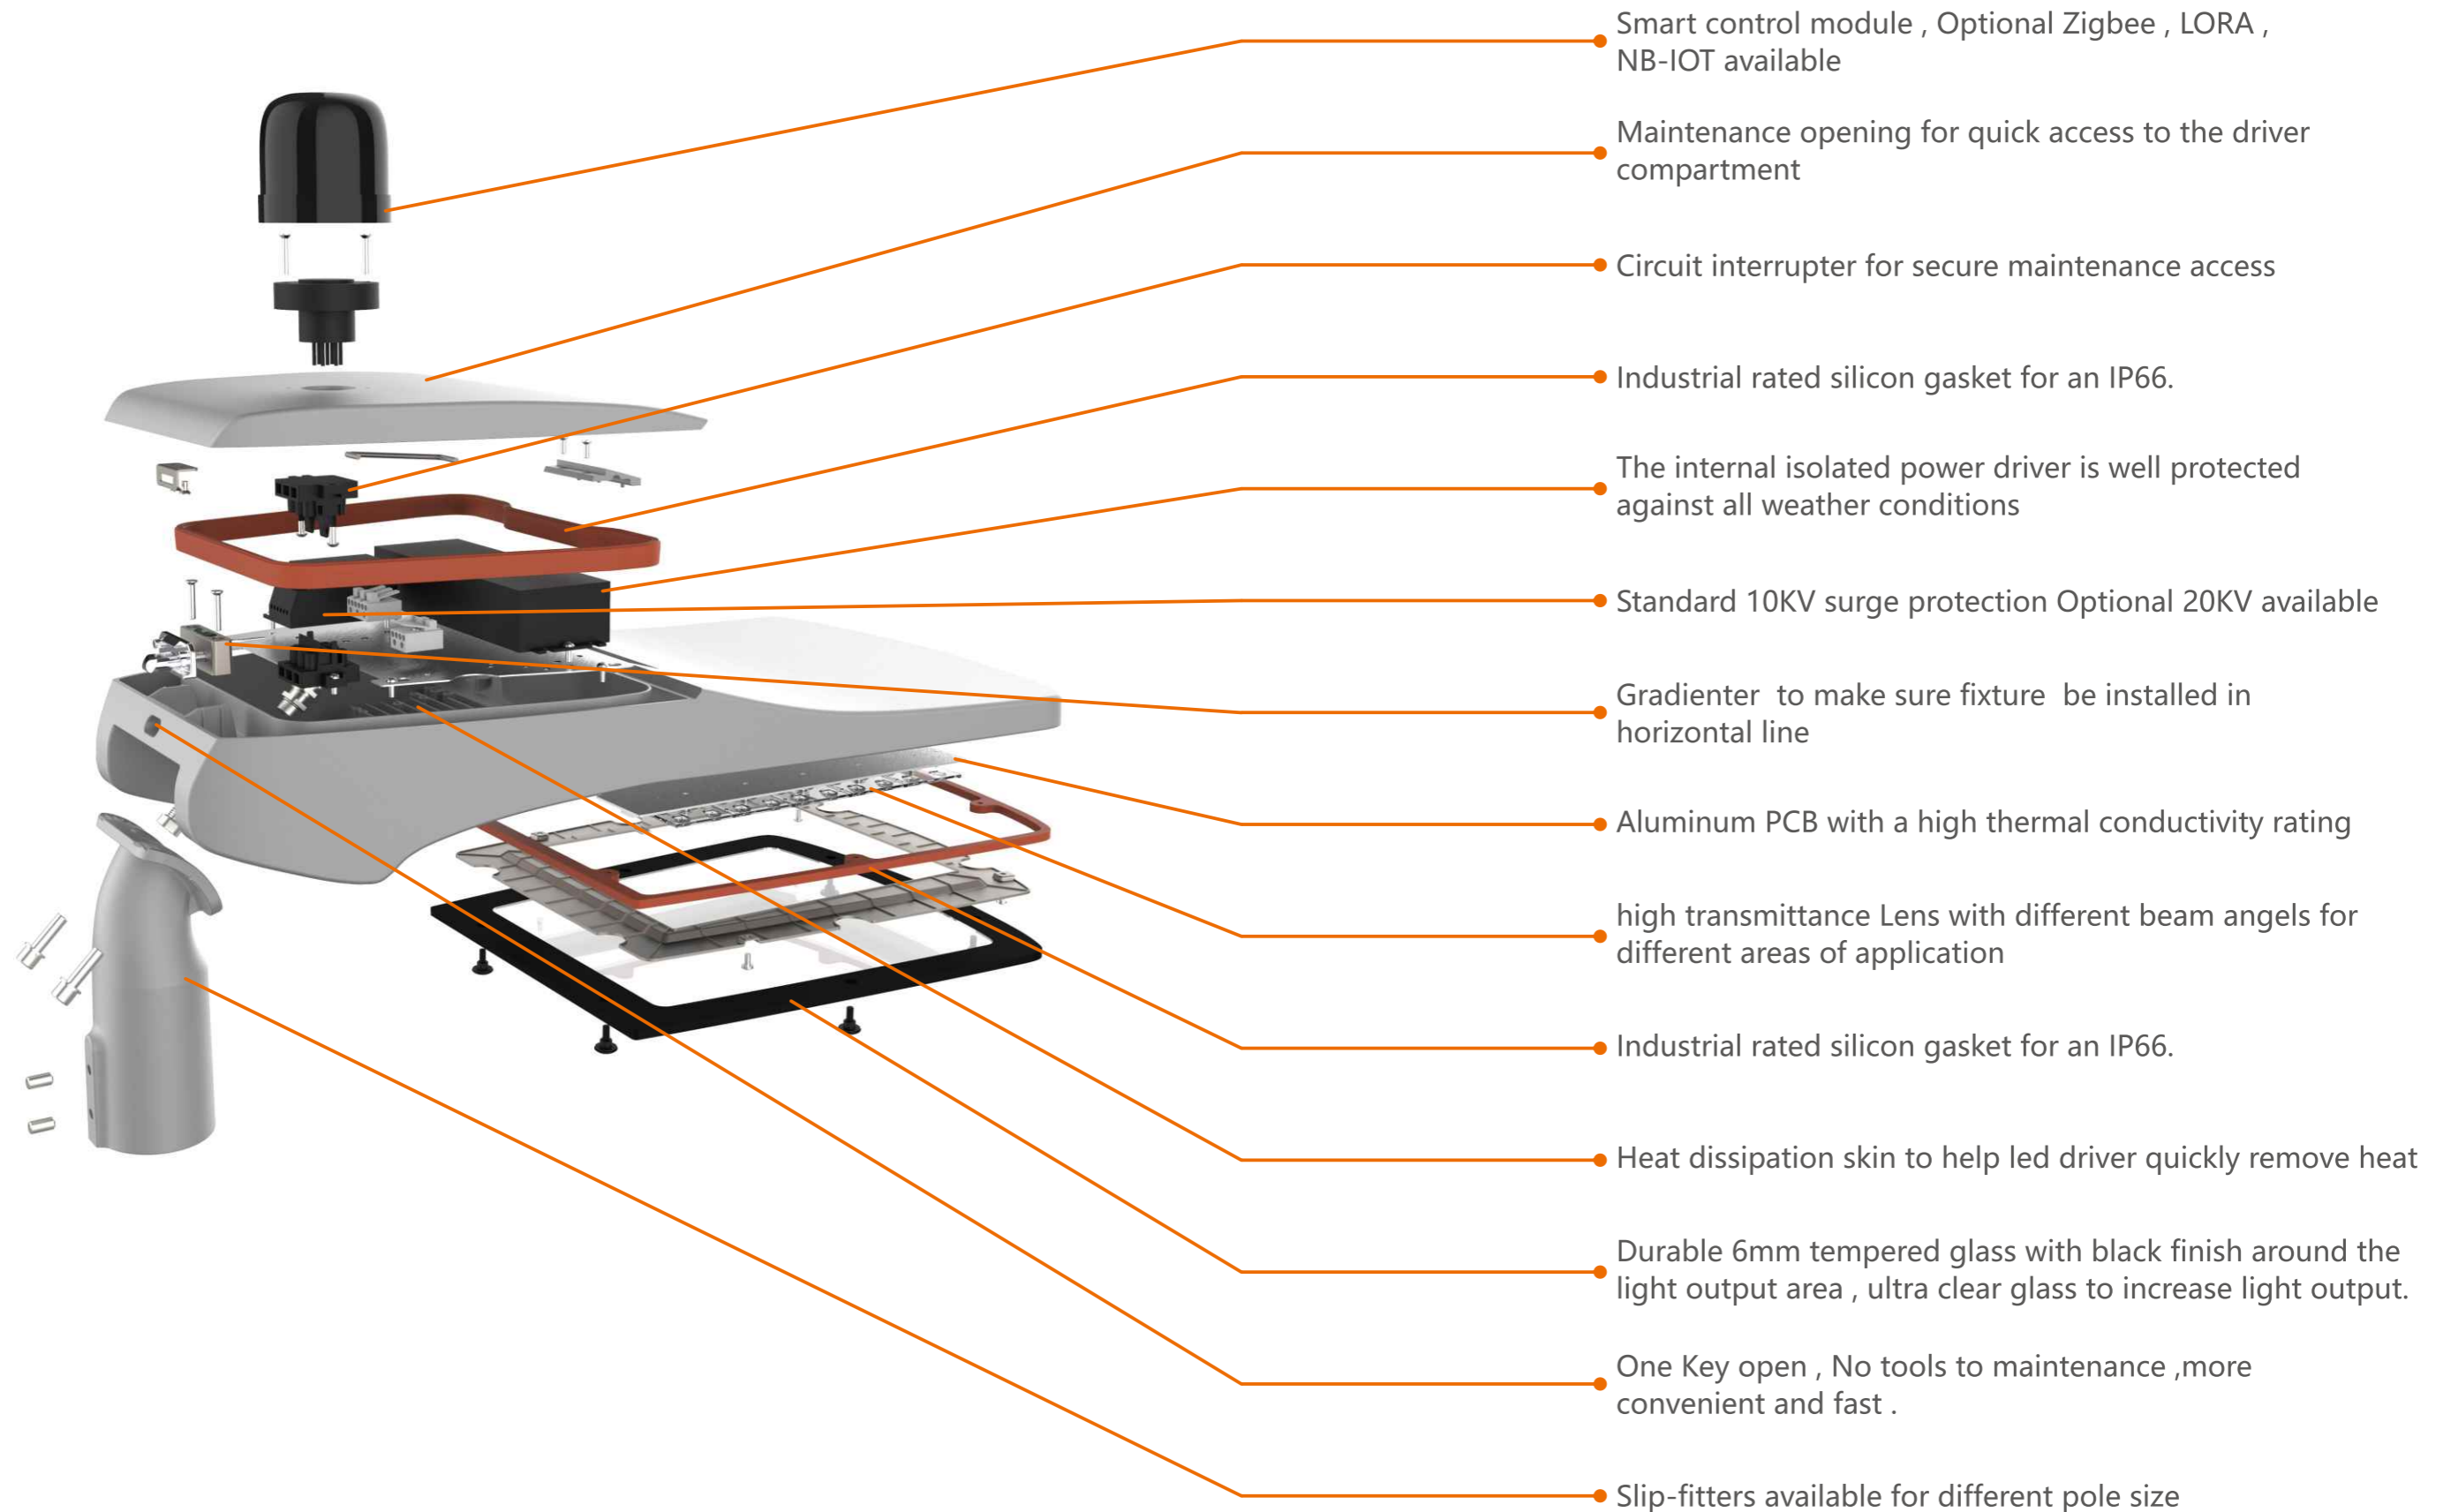 Smart control module , Optional Zigbee , LORA ,
NB-IOT available
Maintenance opening for quick access to the driver
compartment
Circuit interrupter for secure maintenance access
Industrial rated silicon gasket for an IP66.
The internal isolated power driver is well protected
against all weather conditions
Standard 10KV surge protection Optional 20KV available
Gradienter  to make sure fixture  be installed in
horizontal line
Aluminum PCB with a high thermal conductivity rating
high transmittance Lens with different beam angels for
different areas of application
Industrial rated silicon gasket for an IP66.
Heat dissipation skin to help led driver quickly remove heat
Durable 6mm tempered glass with black finish around the
light output area , ultra clear glass to increase light output.
One Key open , No tools to maintenance ,more
convenient and fast .
Slip-fitters available for different pole size